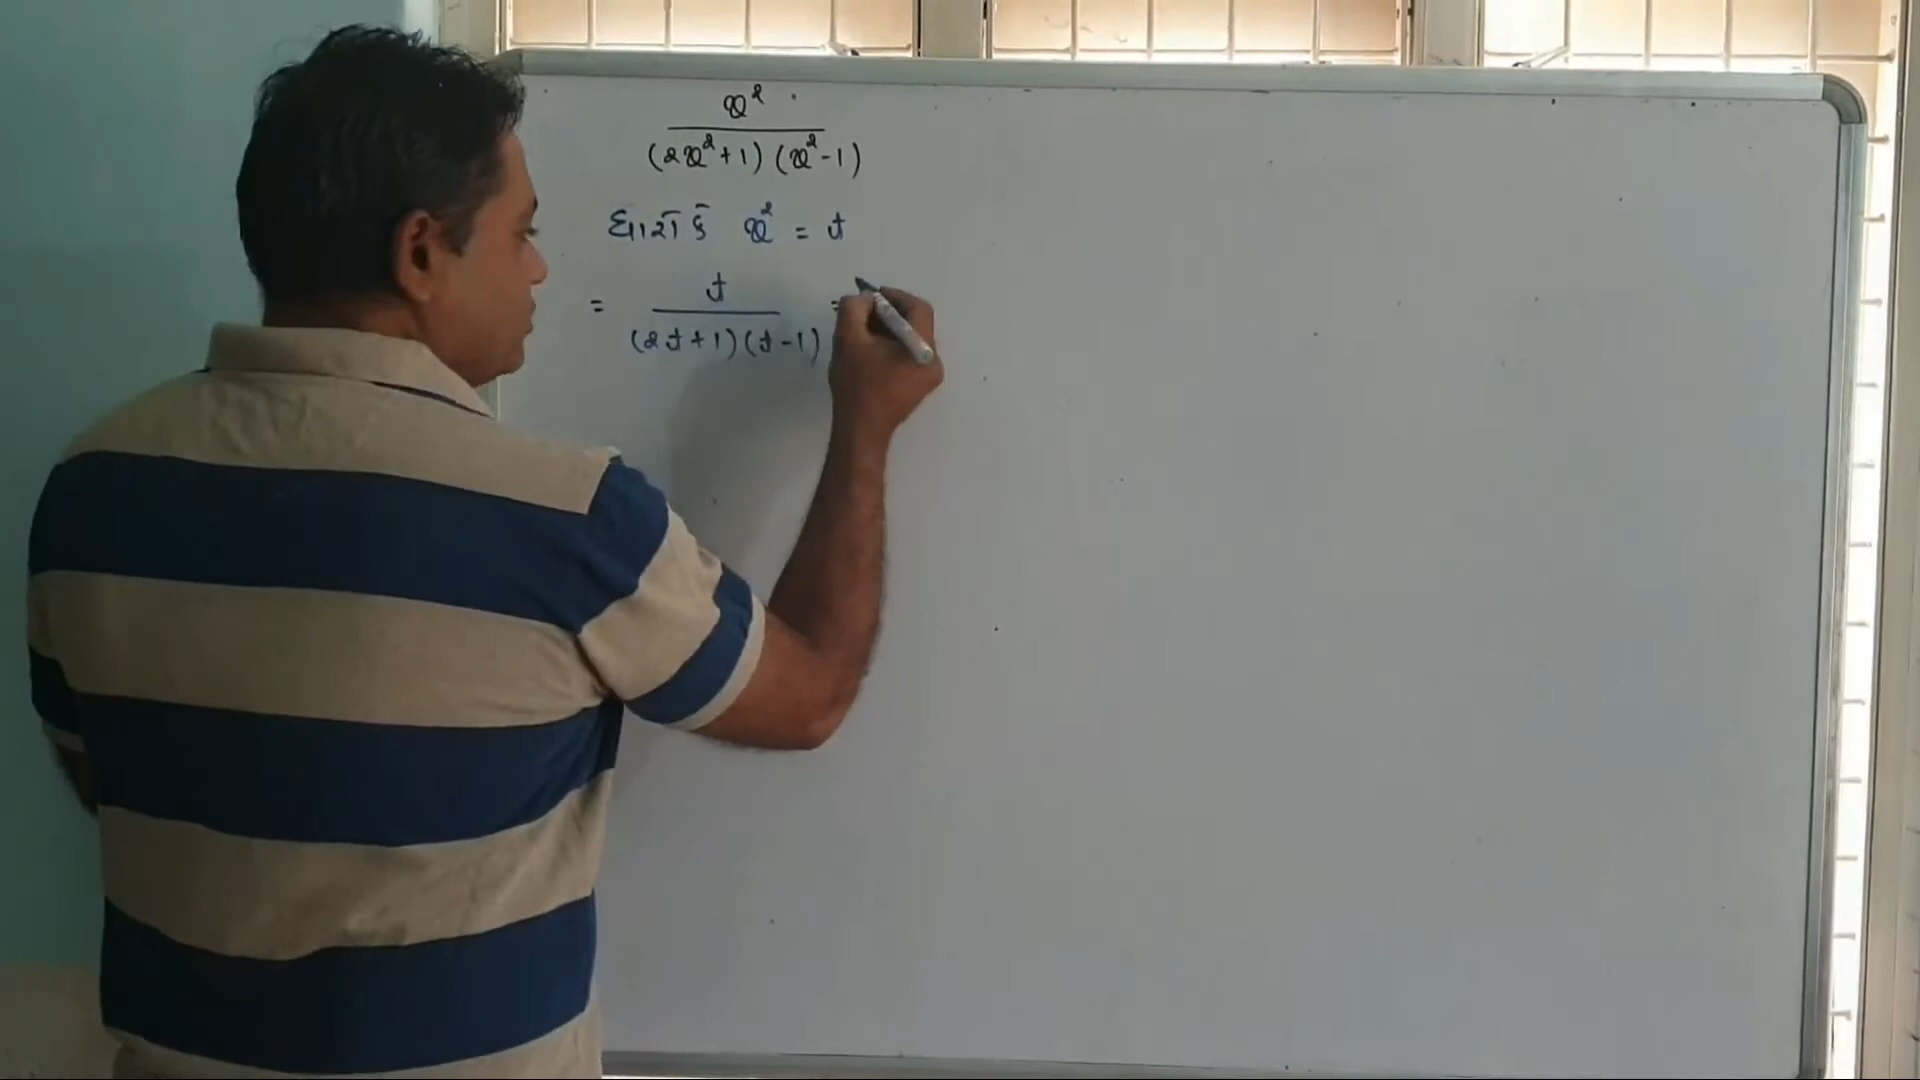 x²
(2x²+1) (x²-1)
ધારો કે x² = t
= t =
(2t+1)(t-1)